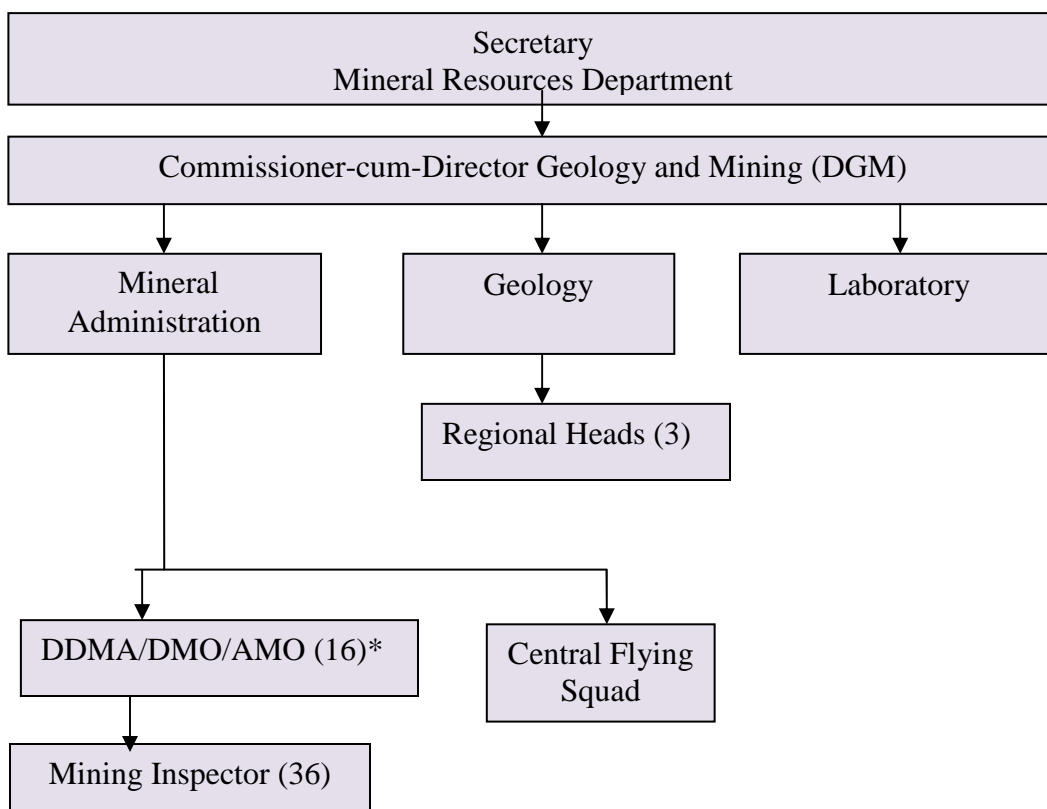 Secretary
Mineral Resources Department
Commissioner-cum-Director Geology and Mining (DGM)
Mineral
Administration
Geology
Laboratory
Regional Heads (3)
DDMA/DMO/AMO (16)*
Central Flying
Squad
Mining Inspector (36)